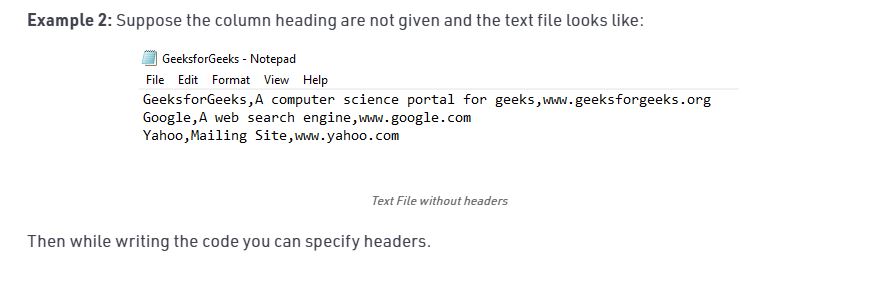 Example 2: Suppose the column heading are not given and the text file looks like:
GeeksforGeeks - Notepad
File Edit Format View Help
GeeksforGeeks,A computer science portal for geeks,www.geeksforgeeks.org
Google,A web search engine,www.google.com
Yahoo,Mailing Site,www.yahoo.com
Text File without headers
Then while writing the code you can specify headers.